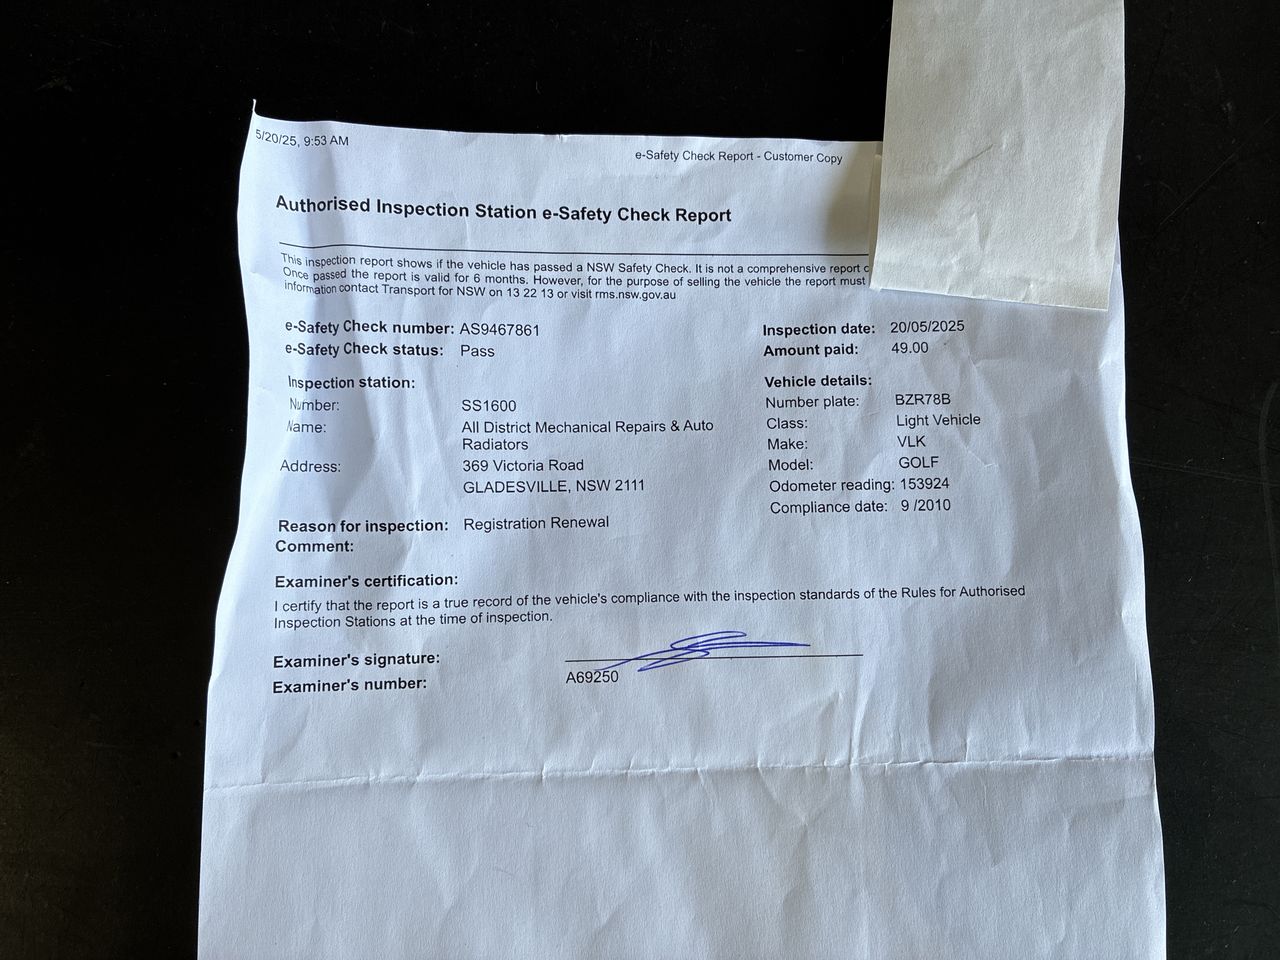 5/20/25, 9:53 AM
e-Safety Check Report - Customer Copy
Authorised Inspection Station e-Safety Check Report
This inspection report shows if the vehicle has passed a NSW Safety Check. It is not a comprehensive report
Once passed the report is valid for 6 months. However, for the purpose of selling the vehicle the report must
information contact Transport for NSW on 13 22 13 or visit rms.nsw.gov.au
e-Safety Check number: AS9467861
Inspection date: 20/05/2025
e-Safety Check status: Pass
Amount paid: 49.00
Inspection station:
Vehicle details:
Number: SS1600
Number plate: BZR78B
Name: All District Mechanical Repairs & Auto
Radiators
Class: Light Vehicle
Make: VLK
Address: 369 Victoria Road
Model: GOLF
GLADESVILLE, NSW 2111
Odometer reading: 153924
Compliance date: 9 /2010
Reason for inspection: Registration Renewal
Comment:
Examiner's certification:
I certify that the report is a true record of the vehicle's compliance with the inspection standards of the Rules for Authorised
Inspection Stations at the time of inspection.
Examiner's signature:
Examiner's number: A69250